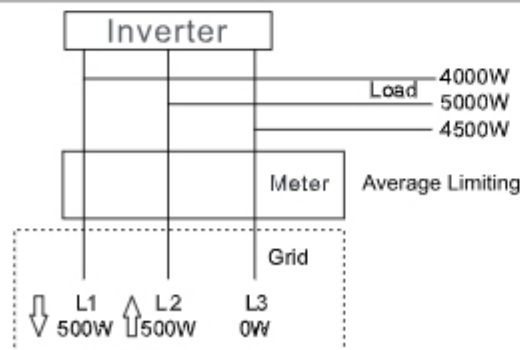 Inverter
4000W
Load
5000W
4500W
Meter Average Limiting
Grid
L1 L2 L3
500W 500W 0W